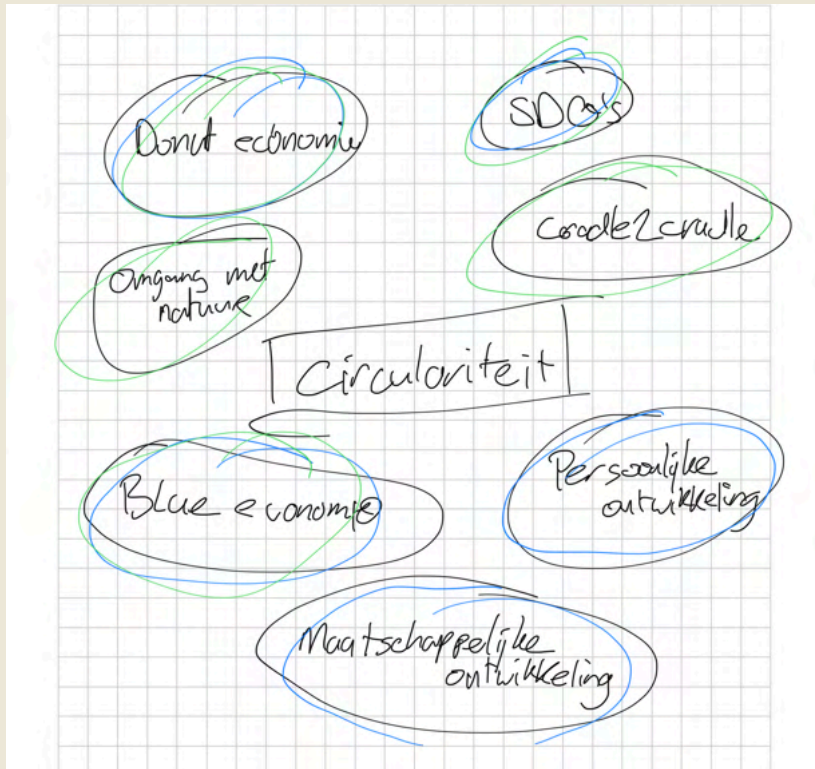 Donut economie
SDG's
Cradle2cradle
Omgang met
natuur
Circulariteit
Blue economie
Persoonlijke
ontwikkeling
Maatschappelijke
ontwikkeling